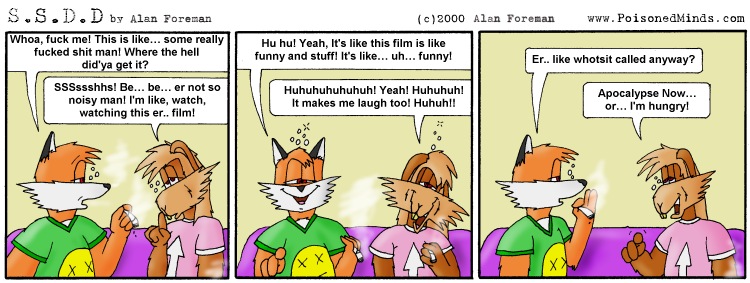 S.S.D.D by Alan Foreman
(c)2000 Alan Foreman
www.PoisonedMinds.com
Whoa, fuck me! This is like... some really
fucked shit man! Where the hell
did'ya get it?
SSSsssshhs! Be... be... er not so
noisy man! I'm like, watch,
watching this er.. film!
Hu hu! Yeah, It's like this film is like
funny and stuff! It's like... uh... funny!
Huhuhuhuhuhuh! Yeah! Huhuhuh!
It makes me laugh too! Huhuh!!
Er.. like whotsit called anyway?
Apocalypse Now...
or... I'm hungry!